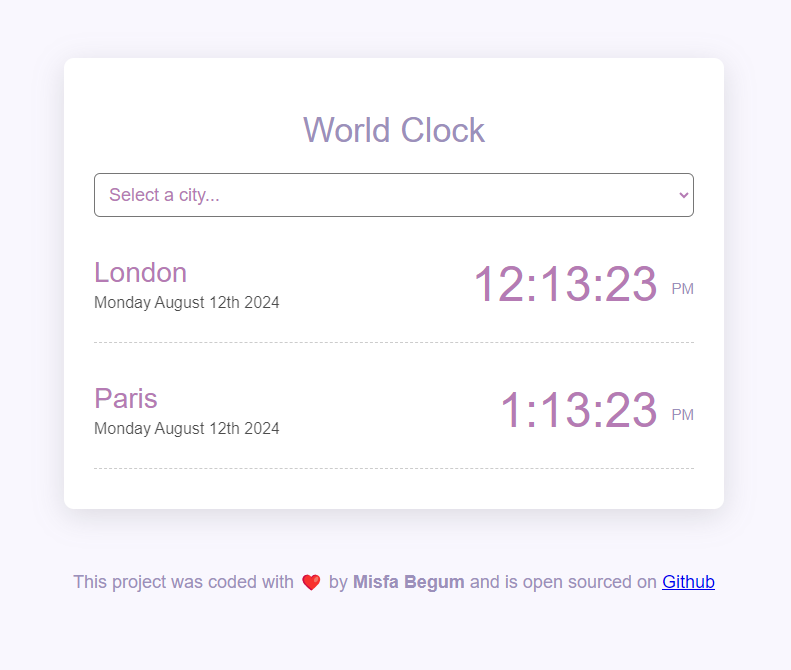 World Clock
Select a city...
London
Monday August 12th 2024
12:13:23 PM
Paris
Monday August 12th 2024
1:13:23 PM
This project was coded with ❤️ by Misfa Begum and is open sourced on Github